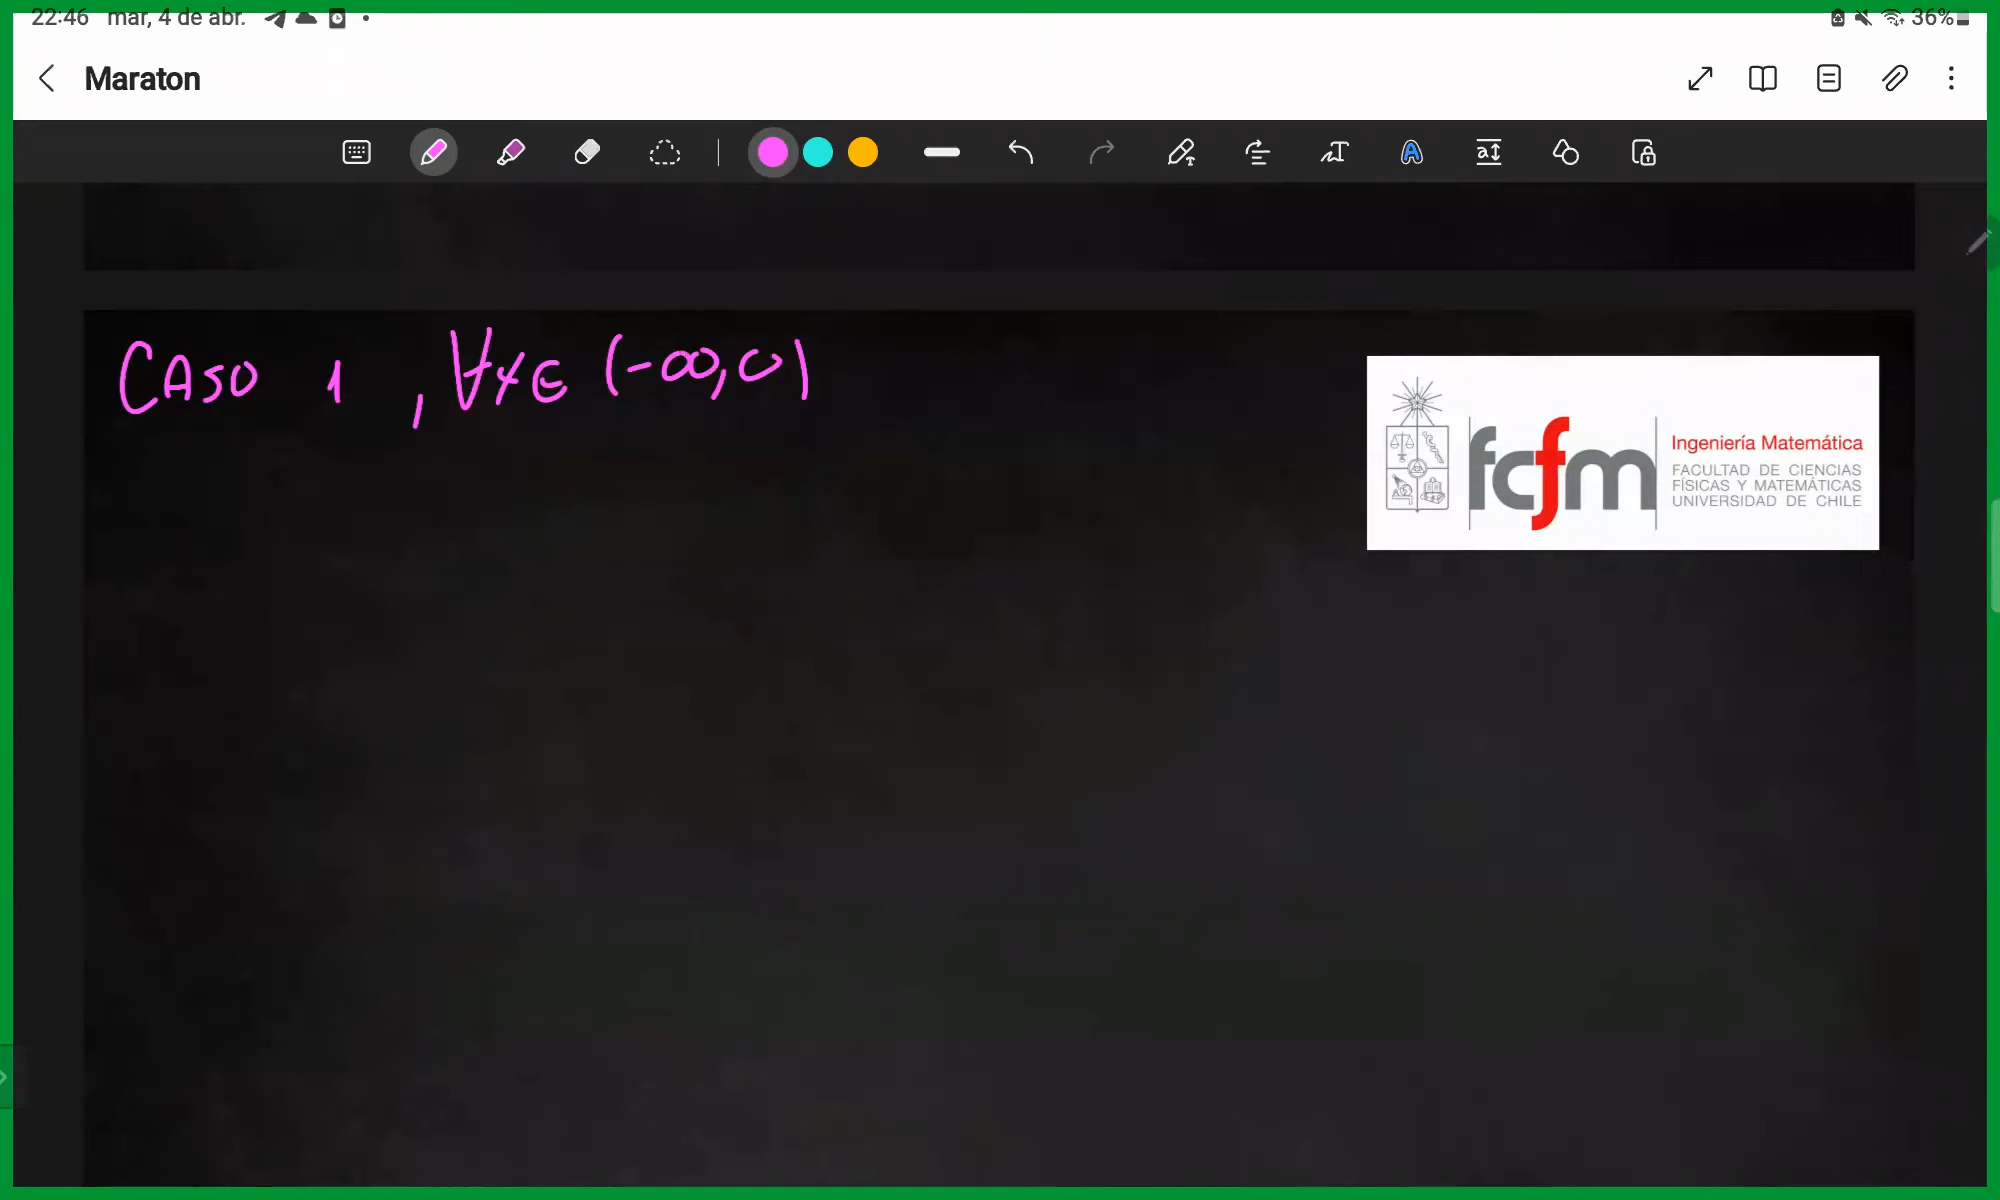 22:46 mar, 4 de abr. 36%
Maraton
CASO 1 , ∀x∈ (-∞,0)
fcfm
Ingeniería Matemática
FACULTAD DE CIENCIAS
FÍSICAS Y MATEMÁTICAS
UNIVERSIDAD DE CHILE